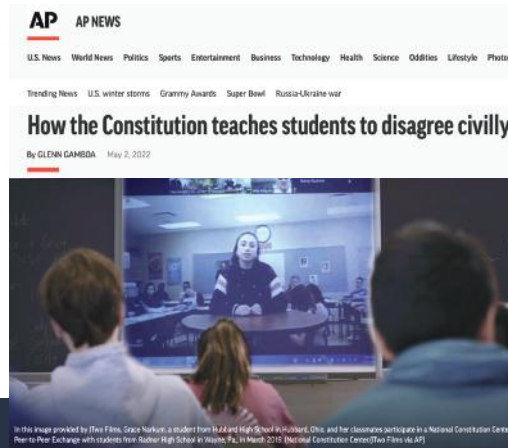 AP AP NEWS
U.S. News World News Politics Sports Entertainment Business Technology Health Science Oddities Lifestyle Photo
Trending News U.S. winter storms Grammy Awards Super Bowl Russia-Ukraine war
How the Constitution teaches students to disagree civilly
By GLENN GAMBOA May 2, 2022
In this image provided by JTwo Films, Grace Narkum, a student from Hubbard High School in Hubbard, Ohio, and her classmates participate in a National Constitution Cente
Peer-to-Peer Exchange with students from Radnor High School in Wayne, Pa., in March 2019. (National Constitution Center/JTwo Films via AP)